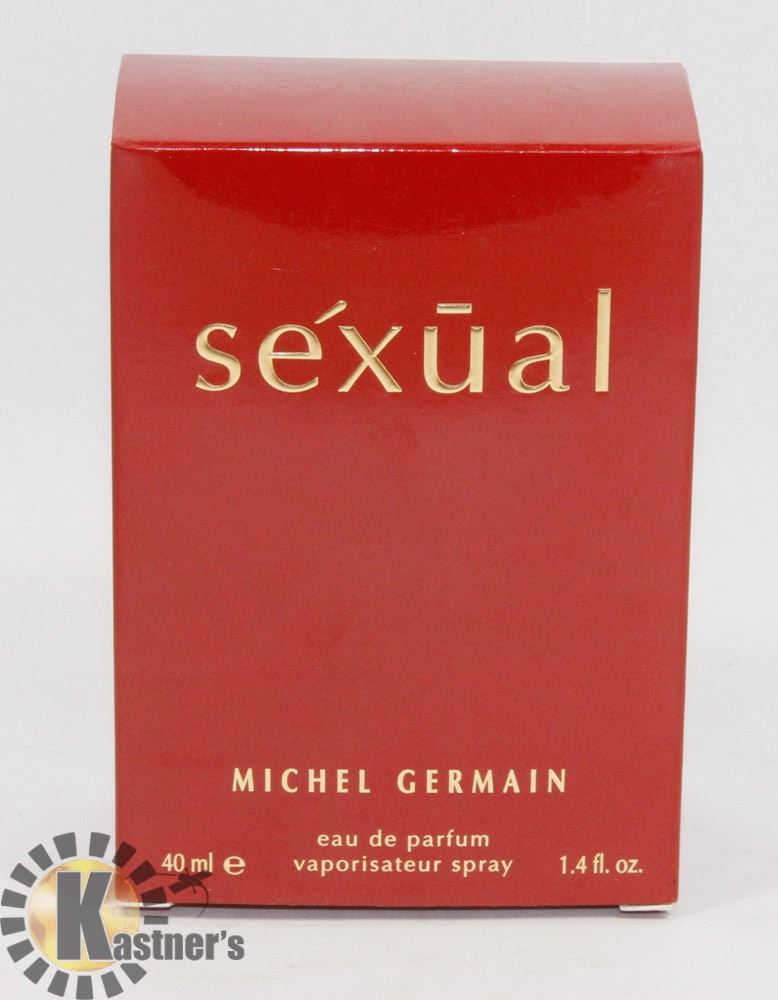 séxūal
MICHEL GERMAIN
eau de parfum
40 ml ℮ vaporisateur spray 1.4 fl. oz.
Kastner's